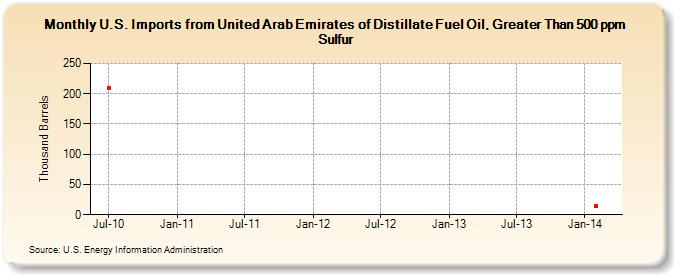 Monthly U.S. Imports from United Arab Emirates of Distillate Fuel Oil, Greater Than 500 ppm
Sulfur
Thousand Barrels
250
200
150
100
50
0
Jul-10
Jan-11
Jul-11
Jan-12
Jul-12
Jan-13
Jul-13
Jan-14
Source: U.S. Energy Information Administration